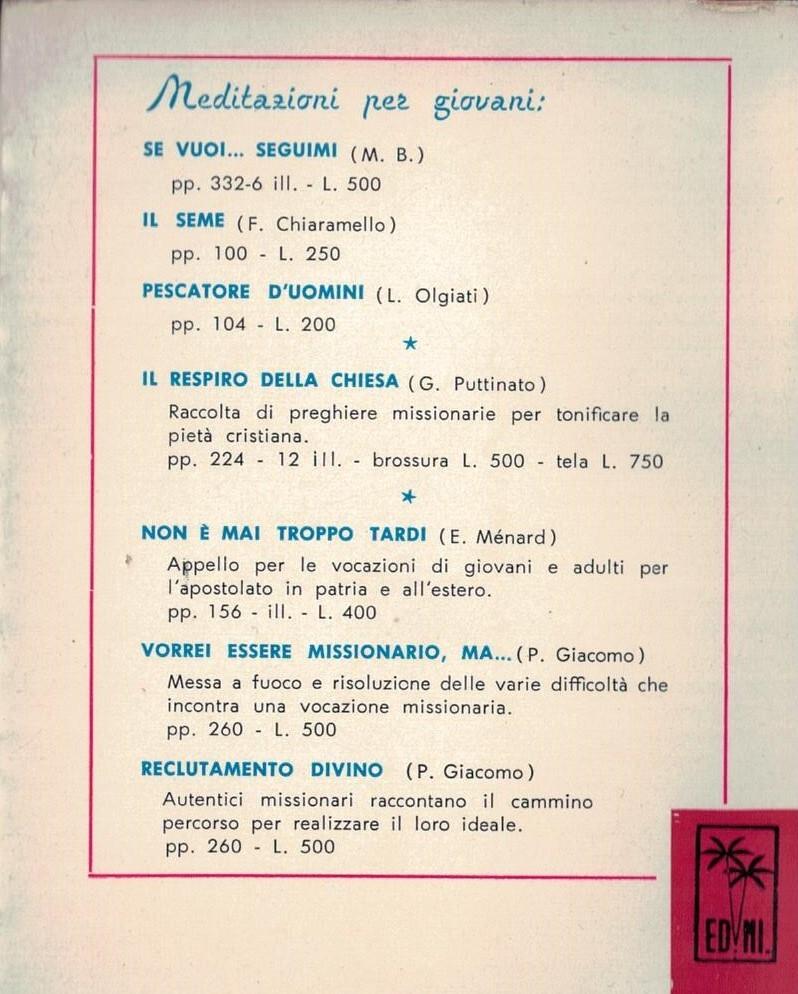 Meditazioni per giovani:
SE VUOI... SEGUIMI (M. B.)
pp. 332-6 ill. - L. 500
IL SEME (F. Chiaramello)
pp. 100 - L. 250
PESCATORE D'UOMINI (L. Olgiati)
pp. 104 - L. 200
IL RESPIRO DELLA CHIESA (G. Puttinato)
Raccolta di preghiere missionarie per tonificare la
pietà cristiana.
pp. 224 - 12 ill. - brossura L. 500 - tela L. 750
NON È MAI TROPPO TARDI (E. Ménard)
Appello per le vocazioni di giovani e adulti per
l'apostolato in patria e all'estero.
pp. 156 - ill. - L. 400
VORREI ESSERE MISSIONARIO, MA... (P. Giacomo)
Messa a fuoco e risoluzione delle varie difficoltà che
incontra una vocazione missionaria.
pp. 260 - L. 500
RECLUTAMENTO DIVINO (P. Giacomo)
Autentici missionari raccontano il cammino
percorso per realizzare il loro ideale.
pp. 260 - L. 500
ED.MI.